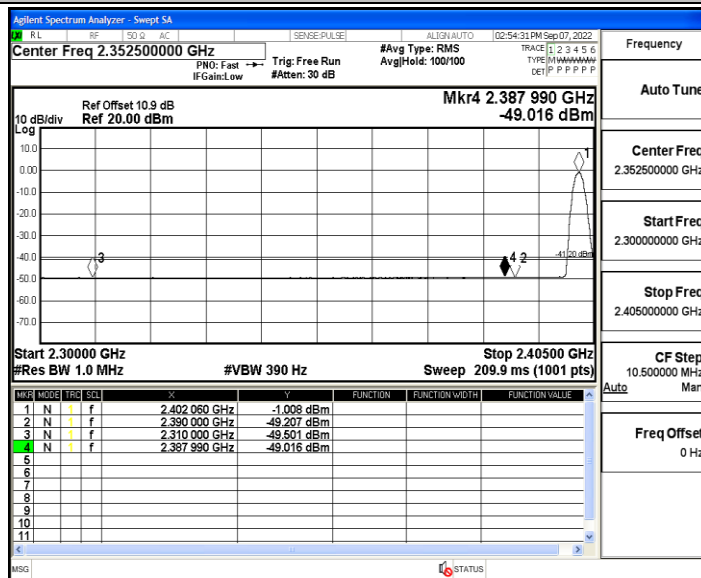 Agilent Spectrum Analyzer - Swept SA
RL RF 50 Ω AC SENSE:PULSE ALIGNAUTO 02:54:31 PM Sep 07, 2022
Center Freq 2.352500000 GHz #Avg Type: RMS TRACE 1 2 3 4 5 6 Frequency
PNO: Fast Trig: Free Run Avg|Hold: 100/100 TYPE MWWWWW
IFGain:Low #Atten: 30 dB DET P P P P P P
Auto Tune
Ref Offset 10.9 dB Mkr4 2.387 990 GHz
10 dB/div Ref 20.00 dBm -49.016 dBm
Log
10.0
0.00
-10.0
-20.0
-30.0
-40.0
-50.0
-60.0
-70.0
1
3
4 2
-41.20 dBm
Center Freq
2.352500000 GHz
Start Freq
2.300000000 GHz
Stop Freq
2.405000000 GHz
Start 2.30000 GHz Stop 2.40500 GHz
#Res BW 1.0 MHz #VBW 390 Hz Sweep 209.9 ms (1001 pts)
CF Step
10.500000 MHz
Auto Man
MKR MODE TRC SCL X Y FUNCTION FUNCTION WIDTH FUNCTION VALUE
1 N 1 f 2.402 060 GHz -1.008 dBm
2 N 1 f 2.390 000 GHz -49.207 dBm
3 N 1 f 2.310 000 GHz -49.501 dBm
4 N 1 f 2.387 990 GHz -49.016 dBm
5
6
7
8
9
10
11
Freq Offset
0 Hz
MSG STATUS